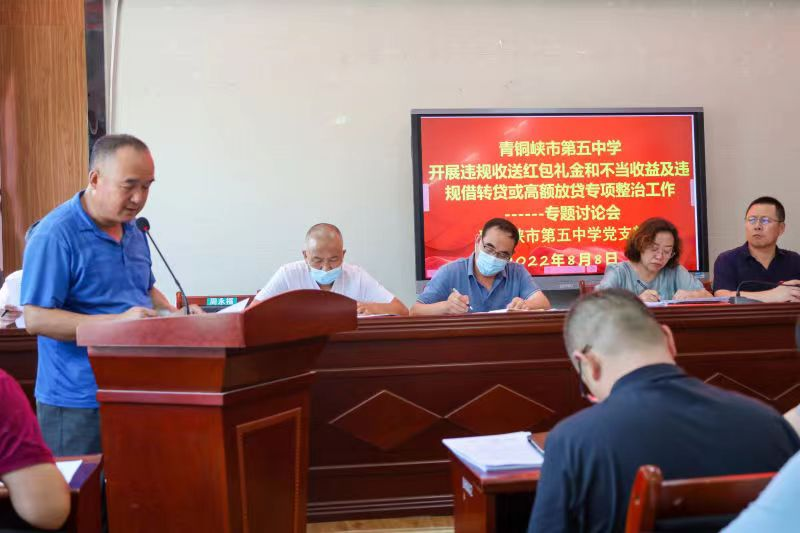 青铜峡市第五中学
开展违规收送红包礼金和不当收益及违
规借转贷或高额放贷专项整治工作
------专题讨论会
峡市第五中学党支
022年8月8
周永福